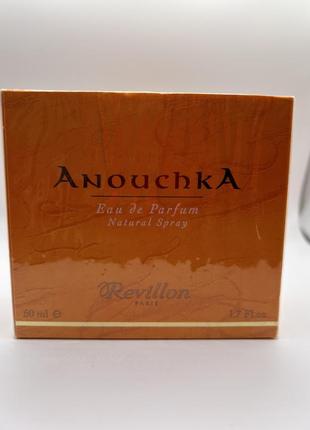 AnouchkA
Eau de Parfum
Natural Spray
Revillon
PARIS
50 ml ℮ 1.7 Fl.oz